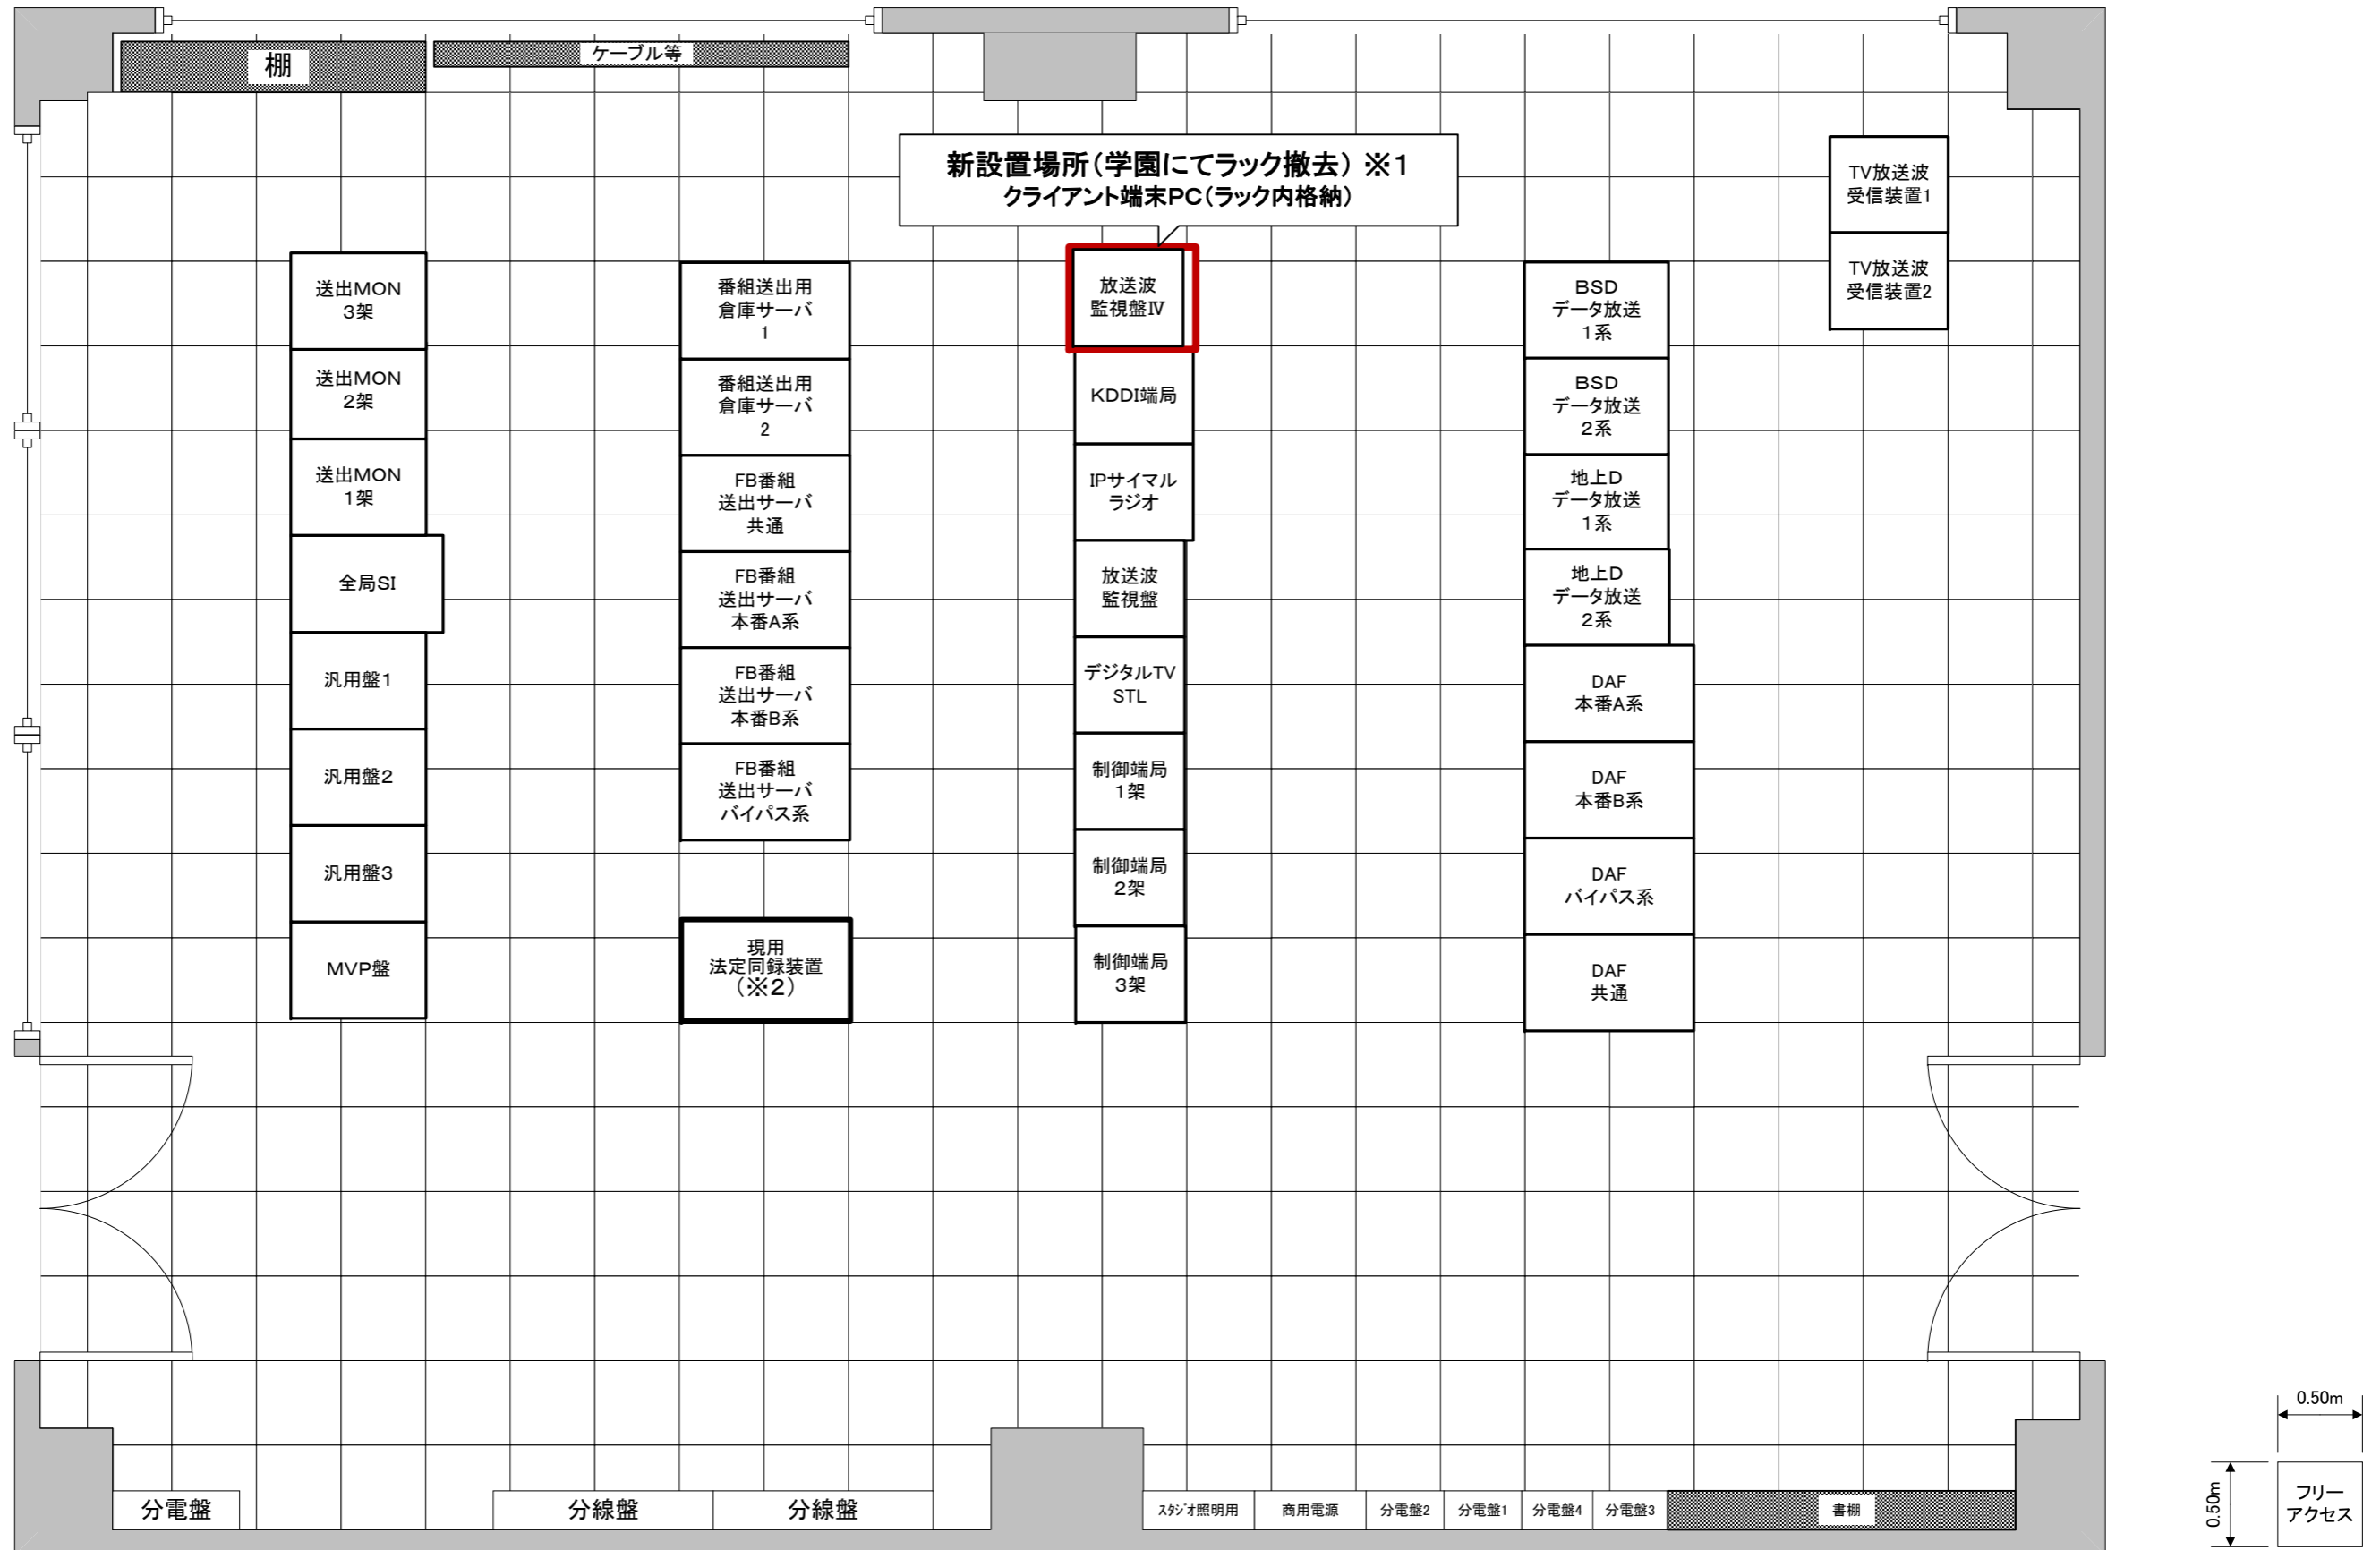 棚
ケーブル等
新設置場所(学園にてラック撤去)※1
クライアント端末PC(ラック内格納)
TV放送波
受信装置1
TV放送波
受信装置2
送出MON
3架
送出MON
2架
送出MON
1架
全局SI
汎用盤1
汎用盤2
汎用盤3
MVP盤
番組送出用
倉庫サーバ
1
番組送出用
倉庫サーバ
2
FB番組
送出サーバ
共通
FB番組
送出サーバ
本番A系
FB番組
送出サーバ
本番B系
FB番組
送出サーバ
バイパス系
現用
法定同録装置
(※2)
放送波
監視盤Ⅳ
KDDI端局
IPサイマル
ラジオ
放送波
監視盤
デジタルTV
STL
制御端局
1架
制御端局
2架
制御端局
3架
BSD
データ放送
1系
BSD
データ放送
2系
地上D
データ放送
1系
地上D
データ放送
2系
DAF
本番A系
DAF
本番B系
DAF
バイパス系
DAF
共通
分電盤
分線盤
分線盤
ｽﾀｼﾞｵ照明用
商用電源
分電盤2
分電盤1
分電盤4
分電盤3
書棚
0.50m
0.50m
フリー
アクセス